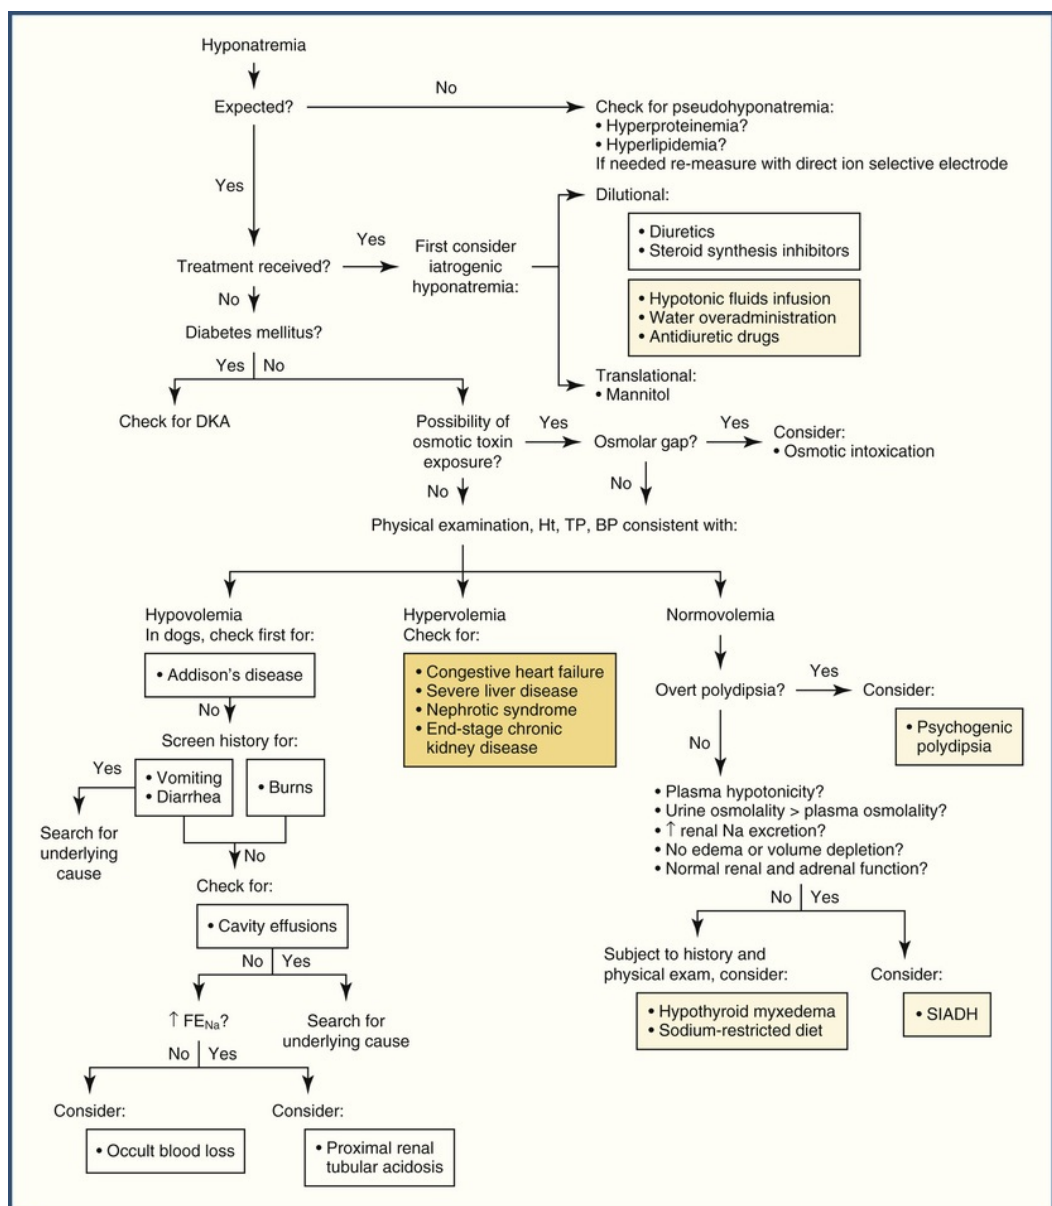 Hyponatremia
No
Expected?
Check for pseudohyponatremia:
• Hyperproteinemia?
• Hyperlipidemia?
If needed re-measure with direct ion selective electrode
Yes
Dilutional:
• Diuretics
• Steroid synthesis inhibitors
Yes
Treatment received?
First consider
iatrogenic
hyponatremia:
• Hypotonic fluids infusion
• Water overadministration
• Antidiuretic drugs
No
Diabetes mellitus?
Yes No
Translational:
• Mannitol
Check for DKA
Possibility of
osmotic toxin
exposure?
Yes
Osmolar gap?
Yes
Consider:
• Osmotic intoxication
No
No
Physical examination, Ht, TP, BP consistent with:
Hypovolemia
In dogs, check first for:
• Addison's disease
No
Screen history for:
Yes
• Vomiting
• Diarrhea
• Burns
Search for
underlying
cause
No
Check for:
• Cavity effusions
No Yes
↑ FENa?
Search for
underlying cause
No Yes
Consider:
• Occult blood loss
Consider:
• Proximal renal
tubular acidosis
Hypervolemia
Check for:
• Congestive heart failure
• Severe liver disease
• Nephrotic syndrome
• End-stage chronic
kidney disease
Normovolemia
Overt polydipsia?
Yes
Consider:
• Psychogenic
polydipsia
No
• Plasma hypotonicity?
• Urine osmolality > plasma osmolality?
• ↑ renal Na excretion?
• No edema or volume depletion?
• Normal renal and adrenal function?
No Yes
Subject to history and
physical exam, consider:
• Hypothyroid myxedema
• Sodium-restricted diet
Consider:
• SIADH